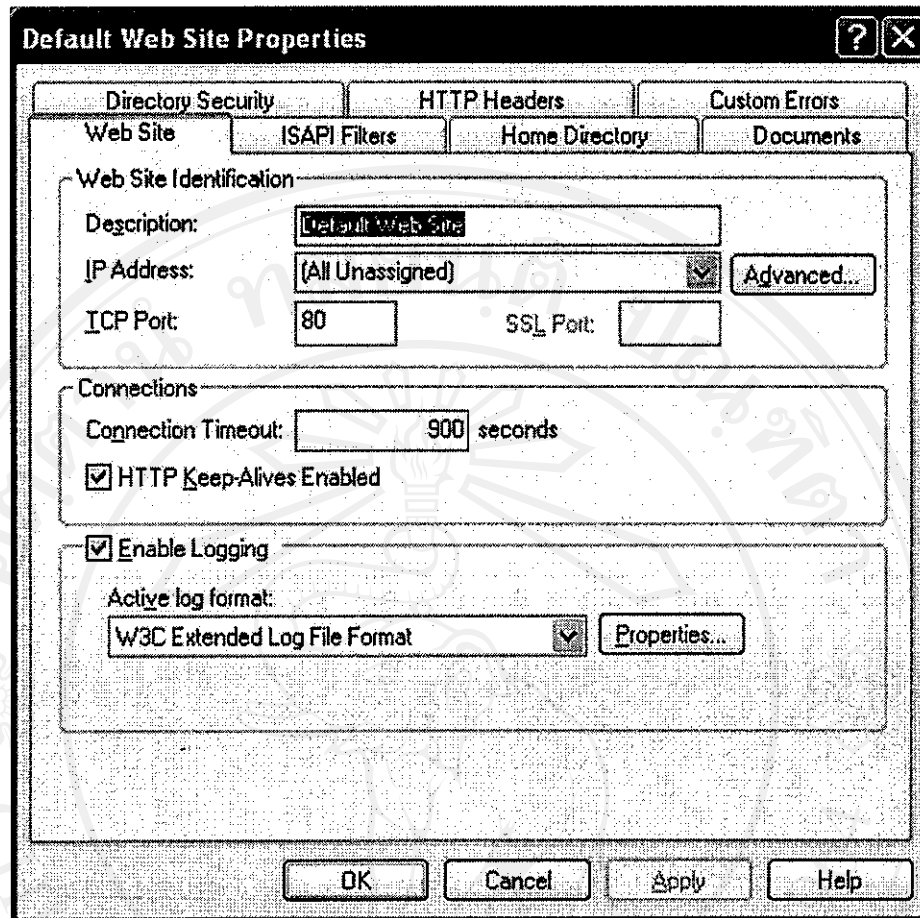 Default Web Site Properties
Directory Security HTTP Headers Custom Errors
Web Site ISAPI Filters Home Directory Documents
Web Site Identification
Description: Default Web Site
IP Address: (All Unassigned) Advanced...
TCP Port: 80 SSL Port:
Connections
Connection Timeout: 900 seconds
HTTP Keep-Alives Enabled
Enable Logging
Active log format:
W3C Extended Log File Format Properties...
OK Cancel Apply Help